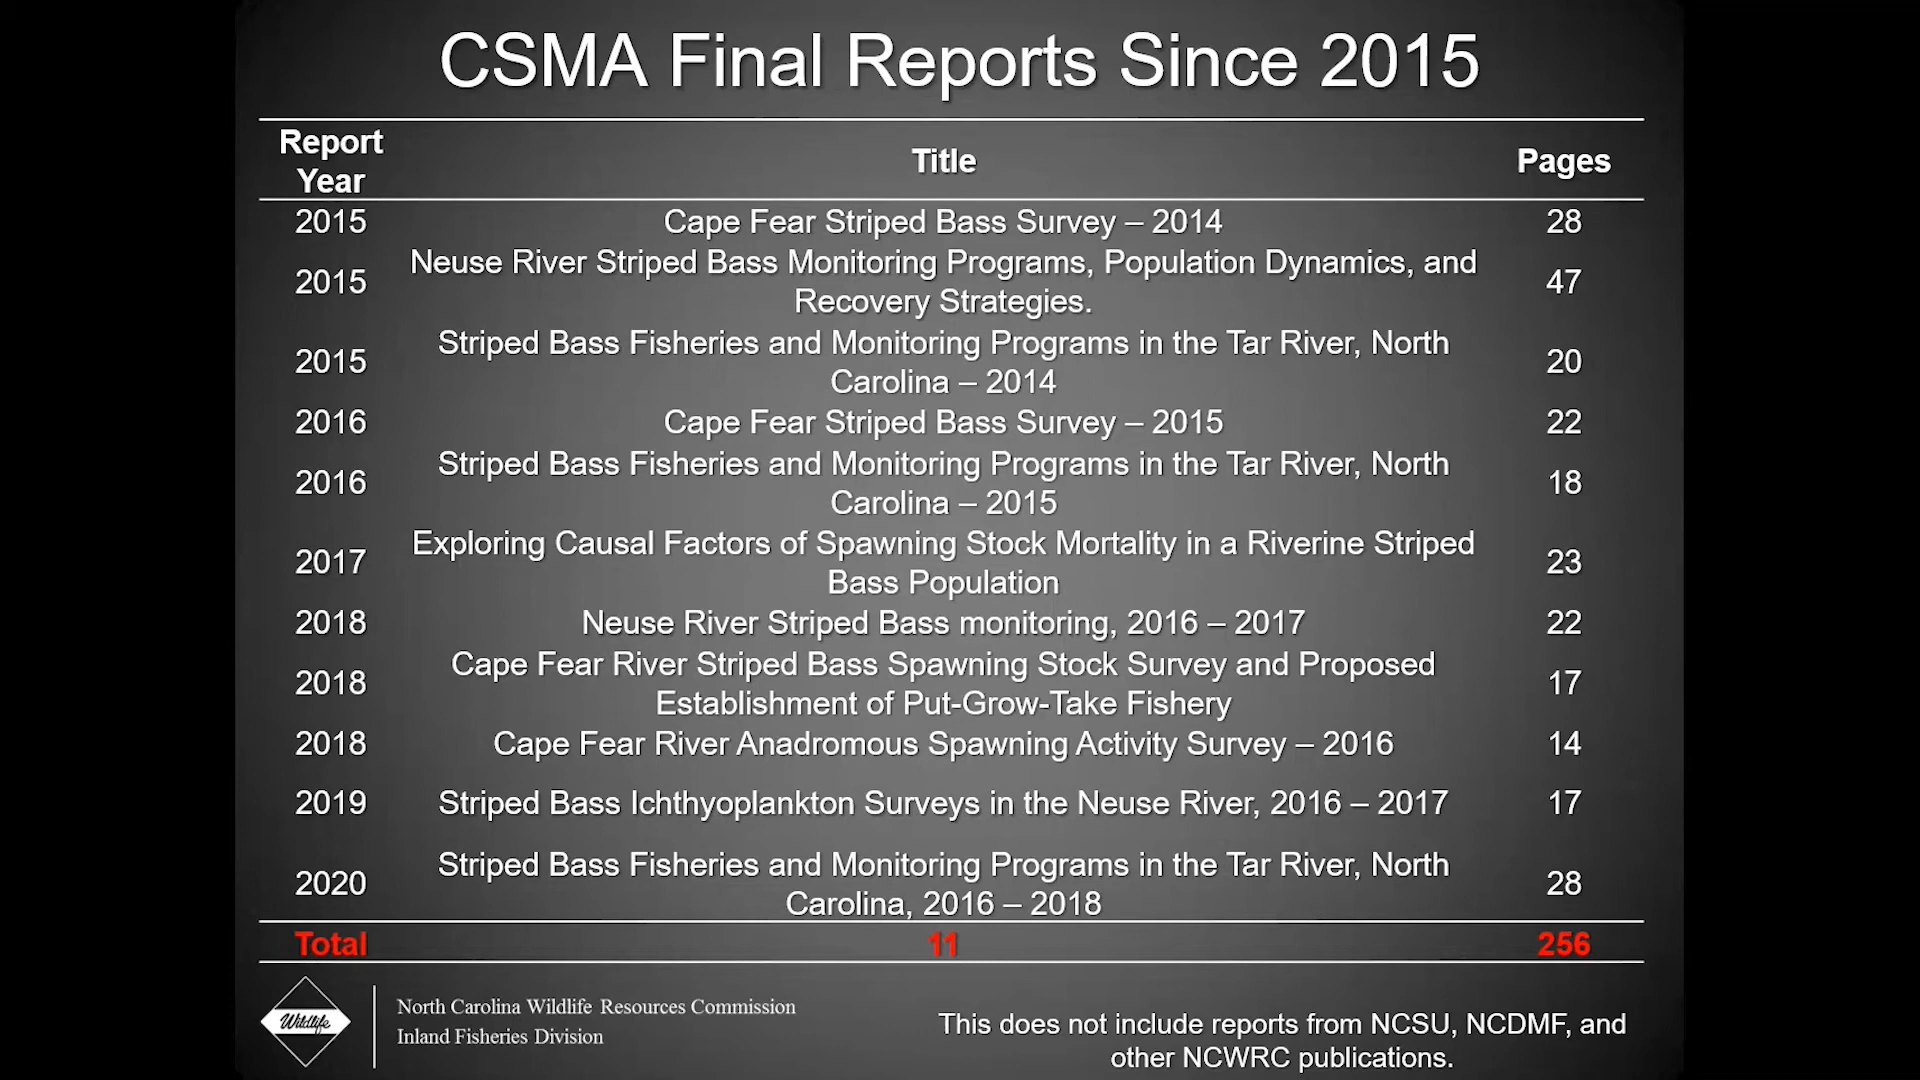 CSMA Final Reports Since 2015
Report Year Title Pages
2015 Cape Fear Striped Bass Survey – 2014 28
2015 Neuse River Striped Bass Monitoring Programs, Population Dynamics, and
Recovery Strategies. 47
2015 Striped Bass Fisheries and Monitoring Programs in the Tar River, North
Carolina – 2014 20
2016 Cape Fear Striped Bass Survey – 2015 22
2016 Striped Bass Fisheries and Monitoring Programs in the Tar River, North
Carolina – 2015 18
2017 Exploring Causal Factors of Spawning Stock Mortality in a Riverine Striped
Bass Population 23
2018 Neuse River Striped Bass monitoring, 2016 – 2017 22
2018 Cape Fear River Striped Bass Spawning Stock Survey and Proposed
Establishment of Put-Grow-Take Fishery 17
2018 Cape Fear River Anadromous Spawning Activity Survey – 2016 14
2019 Striped Bass Ichthyoplankton Surveys in the Neuse River, 2016 – 2017 17
2020 Striped Bass Fisheries and Monitoring Programs in the Tar River, North
Carolina, 2016 – 2018 28
Total 11 256
Wildlife
North Carolina Wildlife Resources Commission
Inland Fisheries Division
This does not include reports from NCSU, NCDMF, and
other NCWRC publications.